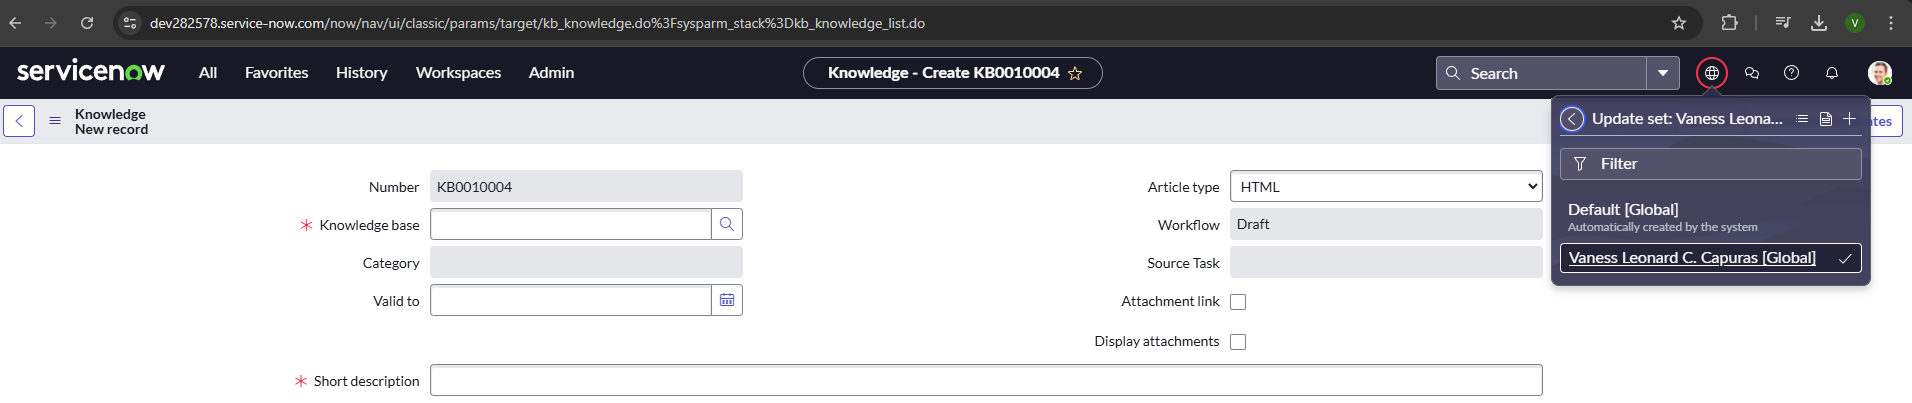 dev282578.service-now.com/now/nav/ui/classic/params/target/kb_knowledge.do%3Fsysparm_stack%3Dkb_knowledge_list.do
V
servicenow
All
Favorites
History
Workspaces
Admin
Knowledge - Create KB0010004
Search
Knowledge
New record
Update set: Vaness Leona...
Filter
Default [Global]
Automatically created by the system
Vaness Leonard C. Capuras [Global]
Number
KB0010004
Article type
HTML
Knowledge base
Workflow
Draft
Category
Source Task
Valid to
Attachment link
Display attachments
Short description